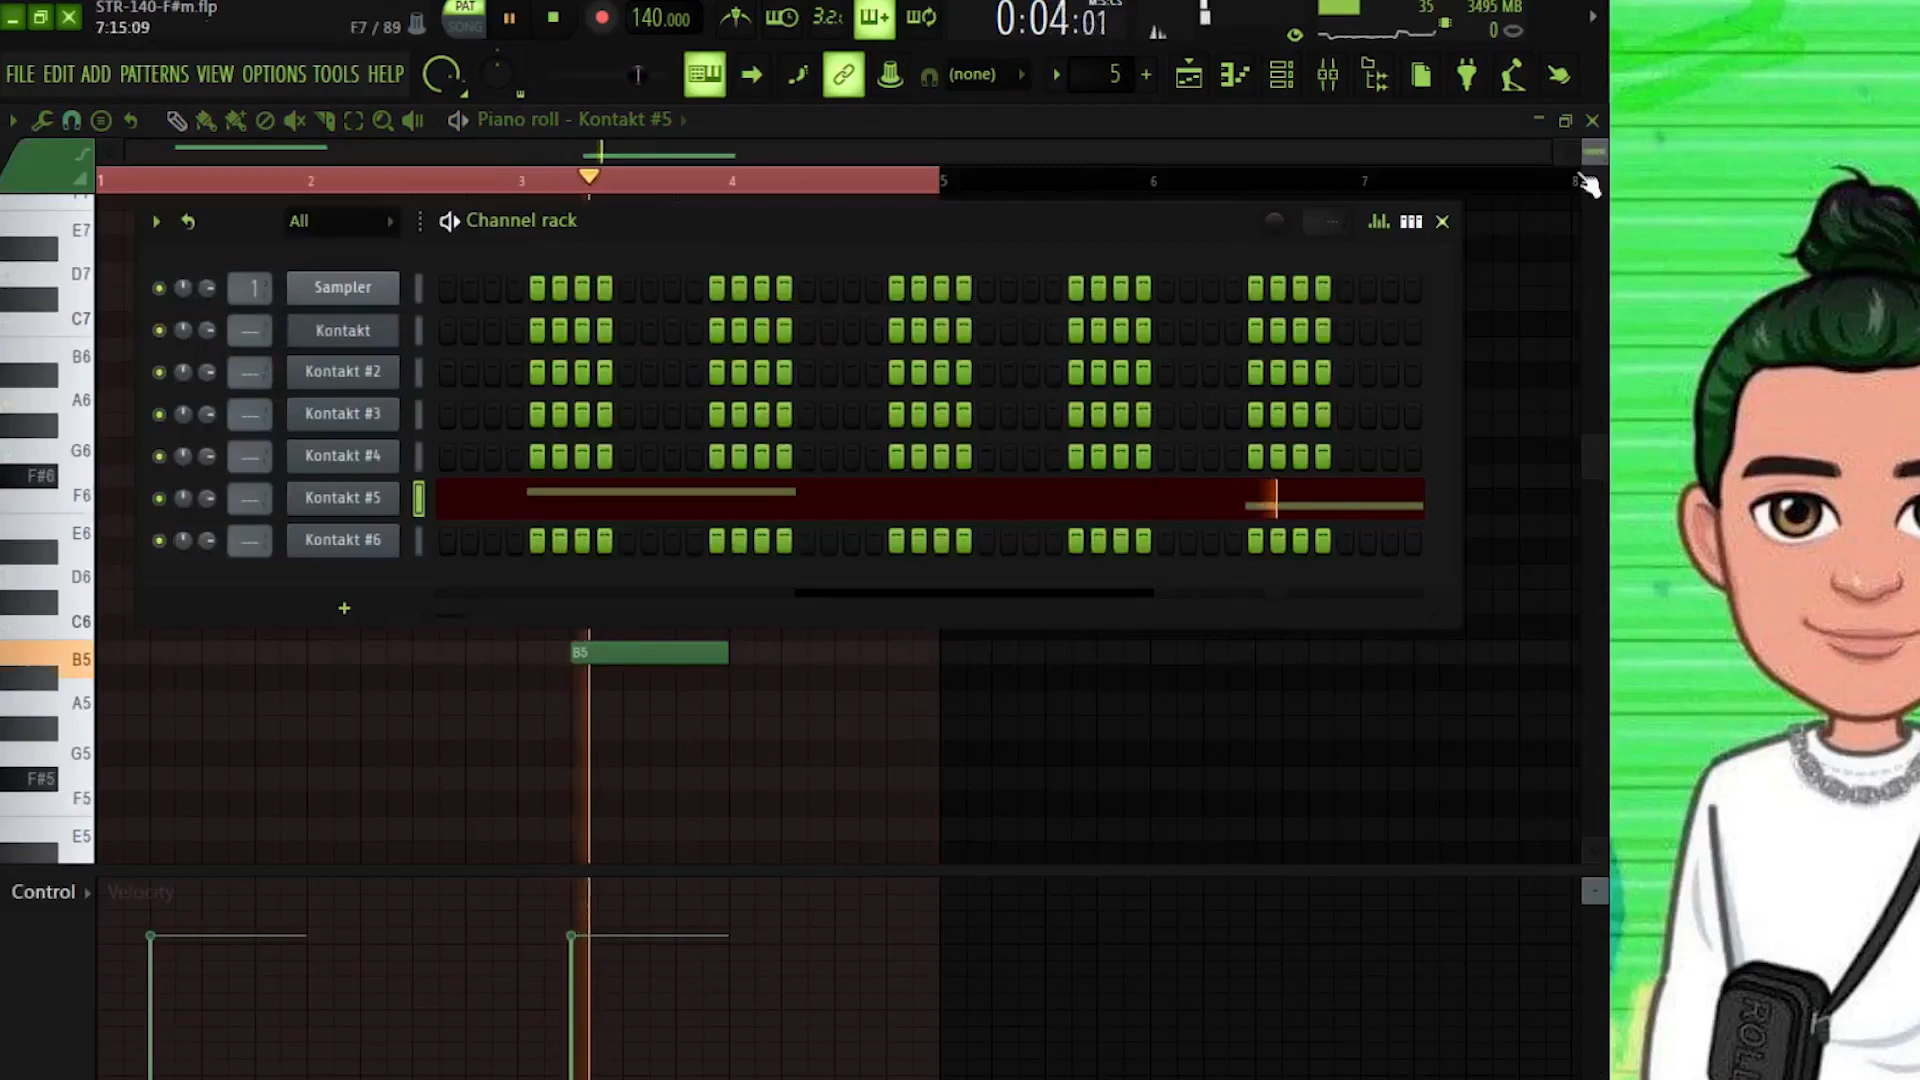 STR-140-F#m.flp
7:15:09
F7 / 89
PAT
SONG
140.000
3.2:
0:04:01
M:S:CS
35
3495 MB
0
FILE EDIT ADD PATTERNS VIEW OPTIONS TOOLS HELP
(none)
5
Piano roll - Kontakt #5
1 2 3 4 5 6 7 8
All
Channel rack
1
Sampler
Kontakt
Kontakt #2
Kontakt #3
Kontakt #4
Kontakt #5
Kontakt #6
+
E7
D7
C7
B6
A6
G6
F#6
F6
E6
D6
C6
B5
B5
A5
G5
F#5
F5
E5
Control
Velocity